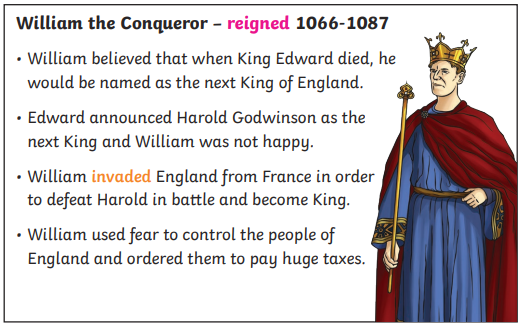 William the Conqueror – reigned 1066-1087
• William believed that when King Edward died, he
would be named as the next King of England.
• Edward announced Harold Godwinson as the
next King and William was not happy.
• William invaded England from France in order
to defeat Harold in battle and become King.
• William used fear to control the people of
England and ordered them to pay huge taxes.